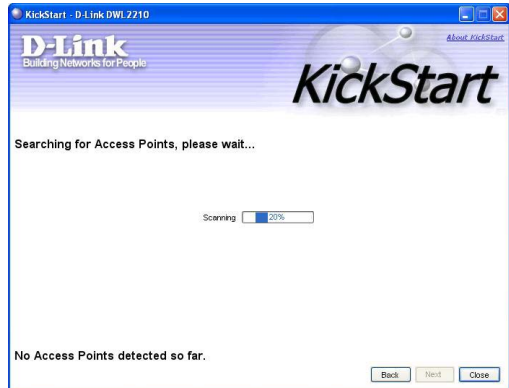 KickStart - D-Link DWL2210
D-Link
Building Networks for People
About KickStart
KickStart
Searching for Access Points, please wait...
Scanning 20%
No Access Points detected so far.
Back Next Close